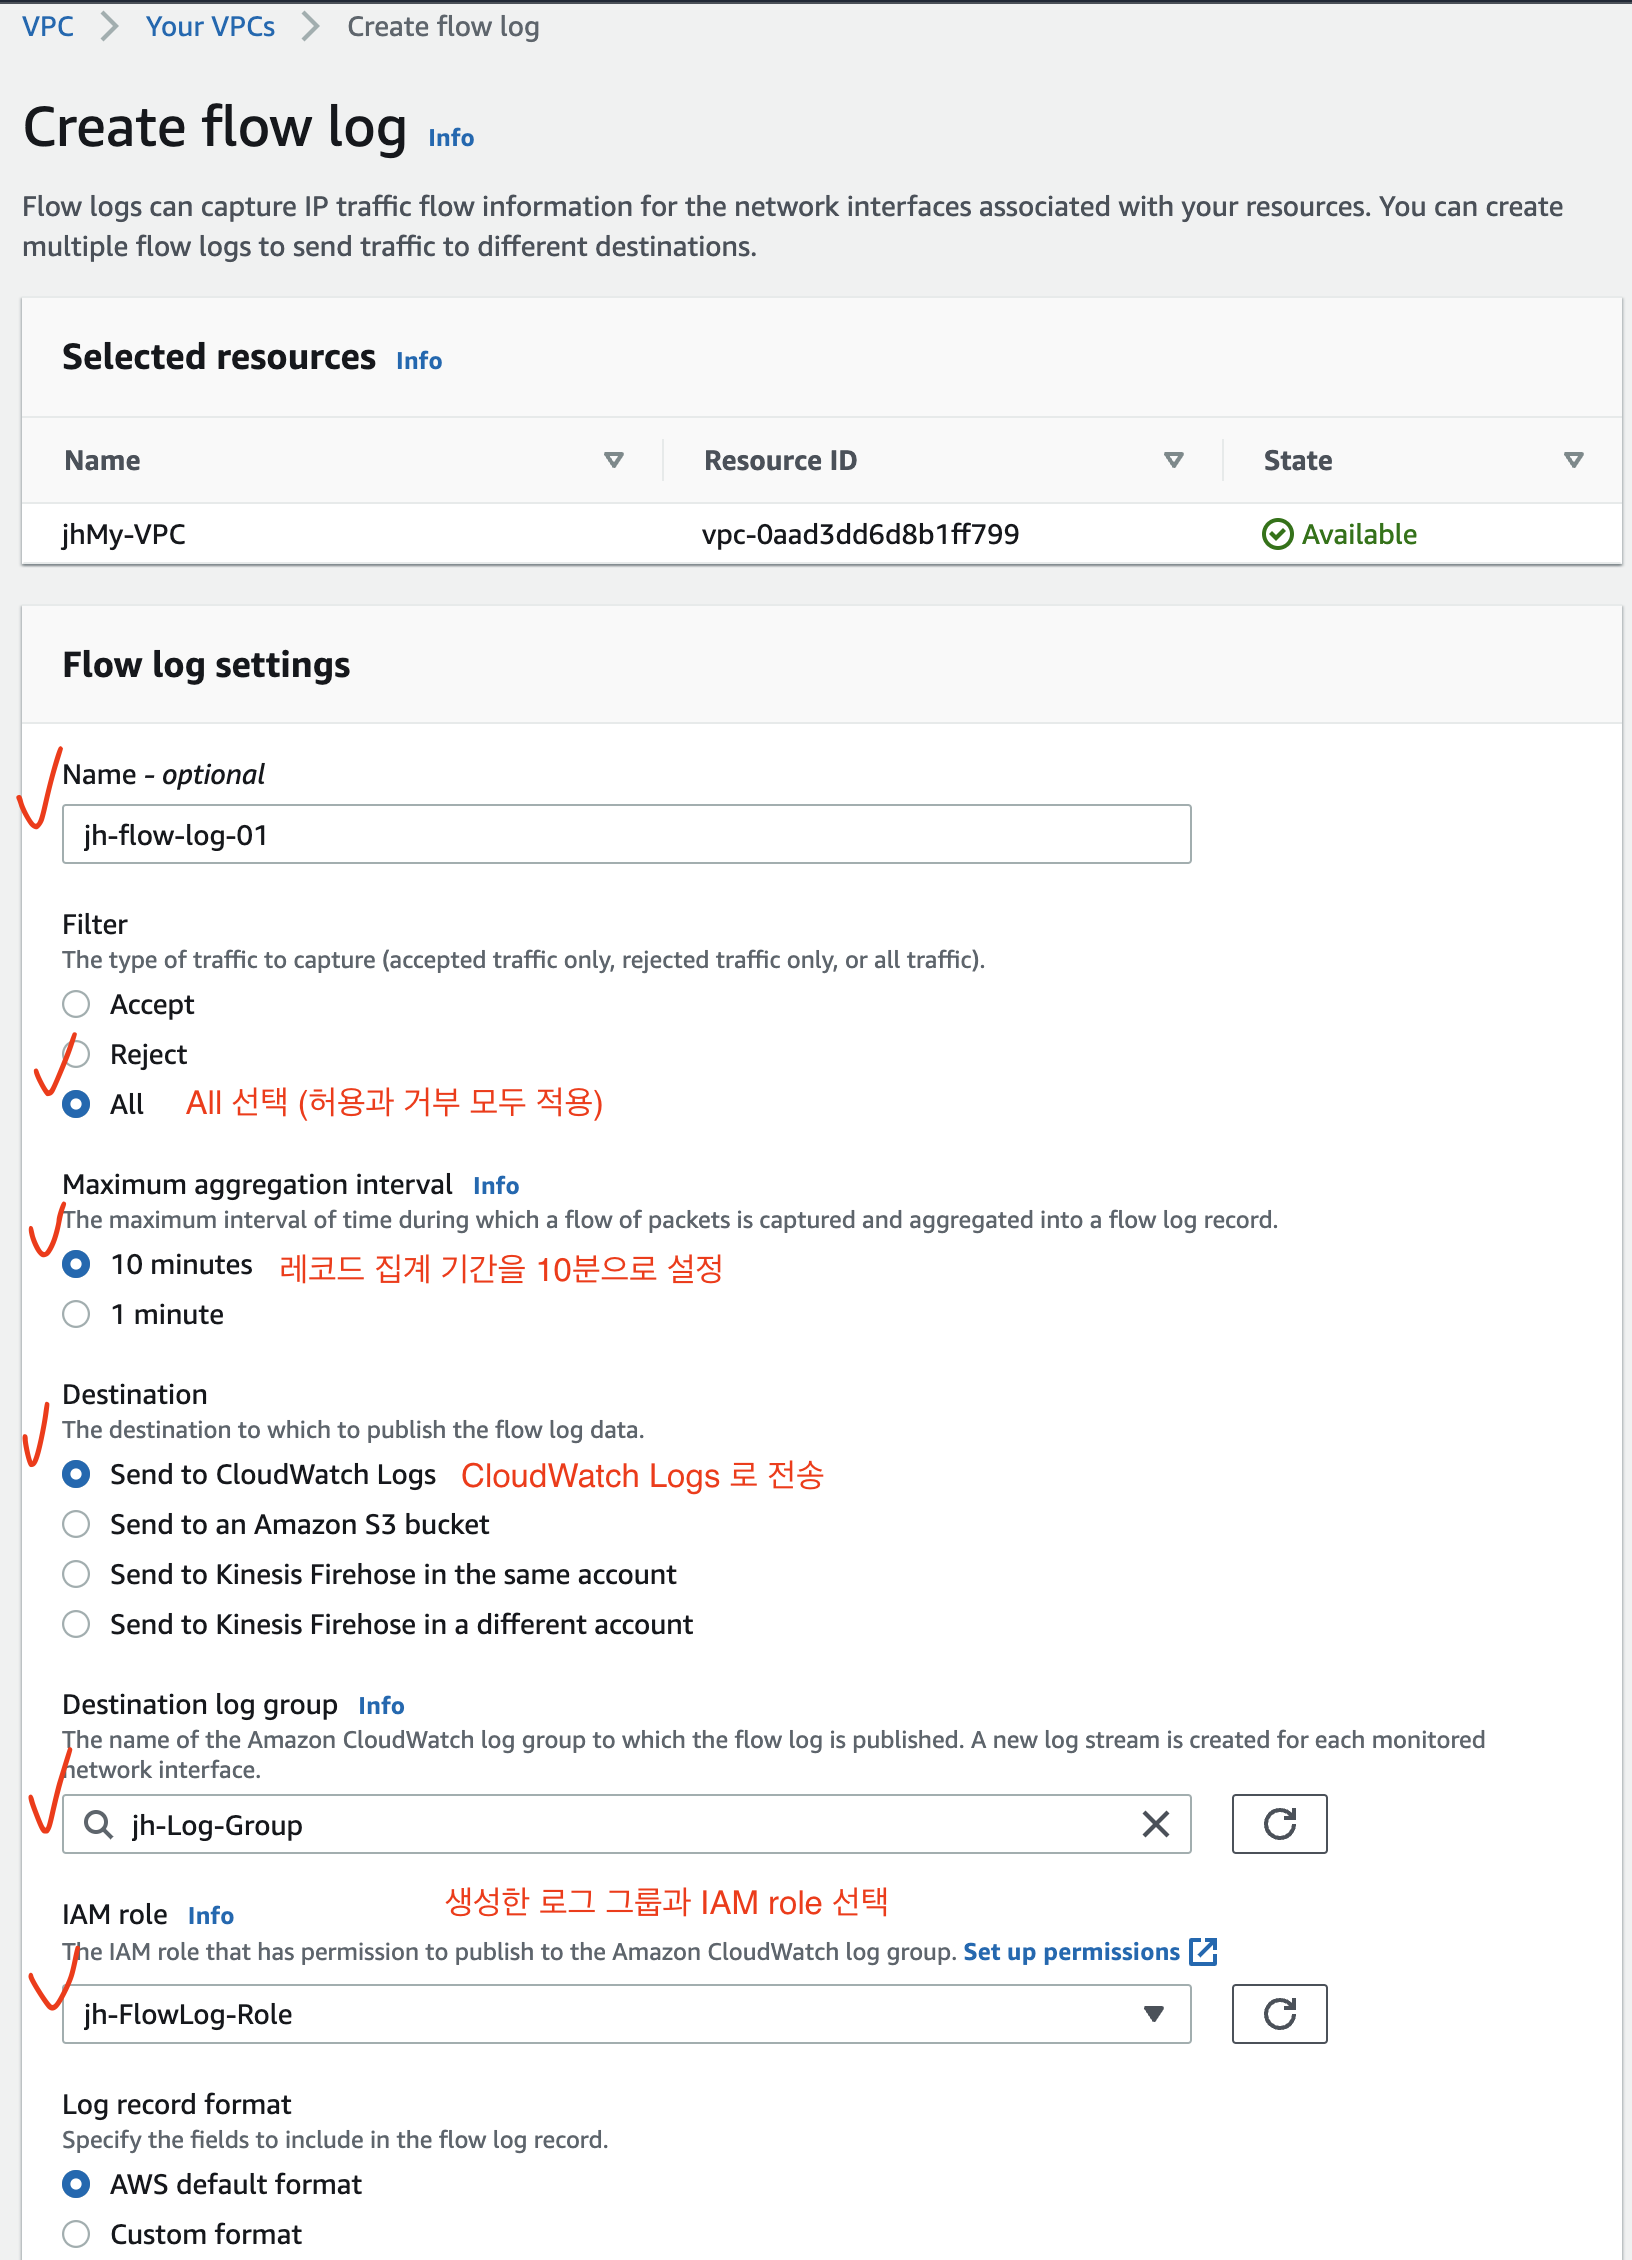 VPC > Your VPCs > Create flow log
Create flow log Info
Flow logs can capture IP traffic flow information for the network interfaces associated with your resources. You can create
multiple flow logs to send traffic to different destinations.
Selected resources Info
Name Resource ID State
jhMy-VPC vpc-0aad3dd6d8b1ff799 Available
Flow log settings
Name - optional
jh-flow-log-01
Filter
The type of traffic to capture (accepted traffic only, rejected traffic only, or all traffic).
Accept
Reject
All All 선택 (허용과 거부 모두 적용)
Maximum aggregation interval Info
The maximum interval of time during which a flow of packets is captured and aggregated into a flow log record.
10 minutes 레코드 집계 기간을 10분으로 설정
1 minute
Destination
The destination to which to publish the flow log data.
Send to CloudWatch Logs CloudWatch Logs 로 전송
Send to an Amazon S3 bucket
Send to Kinesis Firehose in the same account
Send to Kinesis Firehose in a different account
Destination log group Info
The name of the Amazon CloudWatch log group to which the flow log is published. A new log stream is created for each monitored
network interface.
jh-Log-Group
생성한 로그 그룹과 IAM role 선택
IAM role Info
The IAM role that has permission to publish to the Amazon CloudWatch log group. Set up permissions
jh-FlowLog-Role
Log record format
Specify the fields to include in the flow log record.
AWS default format
Custom format